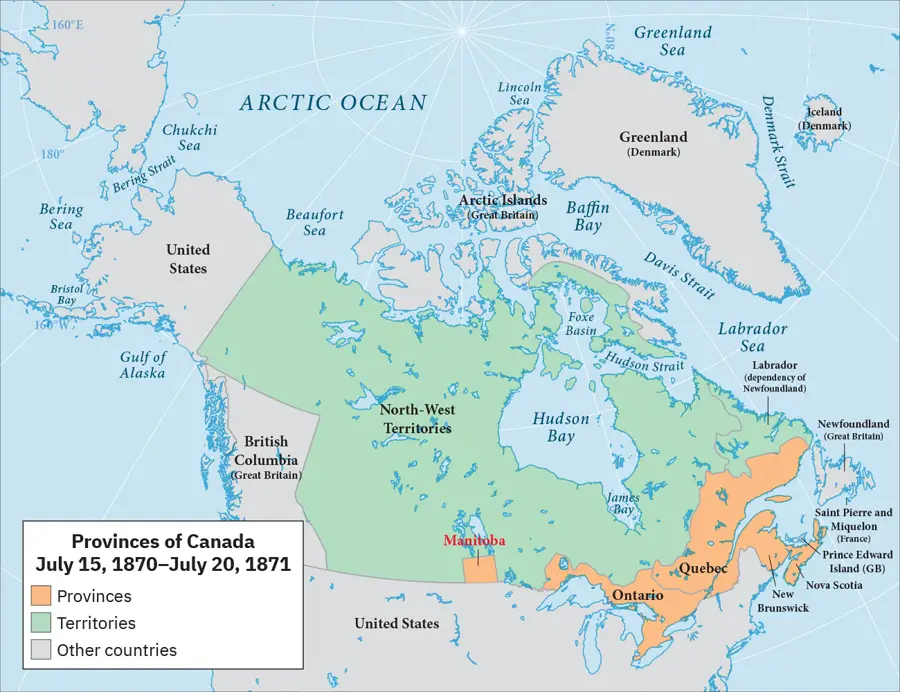 160°E
80°N
Greenland
Sea
Lincoln
Sea
ARCTIC OCEAN
Iceland
(Denmark)
Denmark Strait
Chukchi
Sea
Greenland
(Denmark)
180°
Bering Strait
Arctic Islands
(Great Britain)
Baffin
Bay
Bering
Sea
Beaufort
Sea
United
States
Davis Strait
Bristol
Bay
160°W
Foxe
Basin
Labrador
Sea
Gulf of
Alaska
Hudson Strait
Labrador
(dependency of
Newfoundland)
North-West
Territories
Hudson
Bay
Newfoundland
(Great Britain)
British
Columbia
(Great Britain)
James
Bay
Saint Pierre and
Miquelon
(France)
Manitoba
Prince Edward
Island (GB)
Quebec
Nova Scotia
Ontario
New
Brunswick
United States
Provinces of Canada
July 15, 1870–July 20, 1871
Provinces
Territories
Other countries